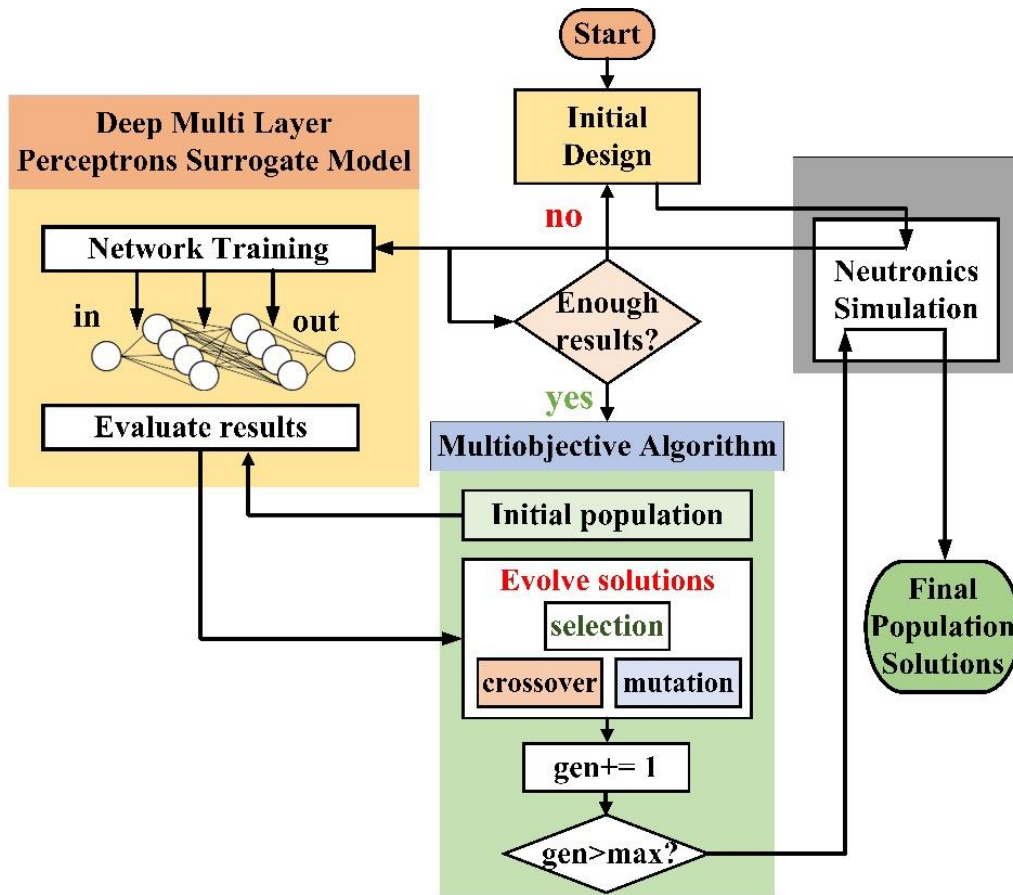 Start
Initial
Design
Deep Multi Layer
Perceptrons Surrogate Model
no
Network Training
in
out
Enough
results?
Neutronics
Simulation
yes
Evaluate results
Multiobjective Algorithm
Initial population
Evolve solutions
selection
crossover
mutation
Final
Population
Solutions
gen+= 1
gen>max?